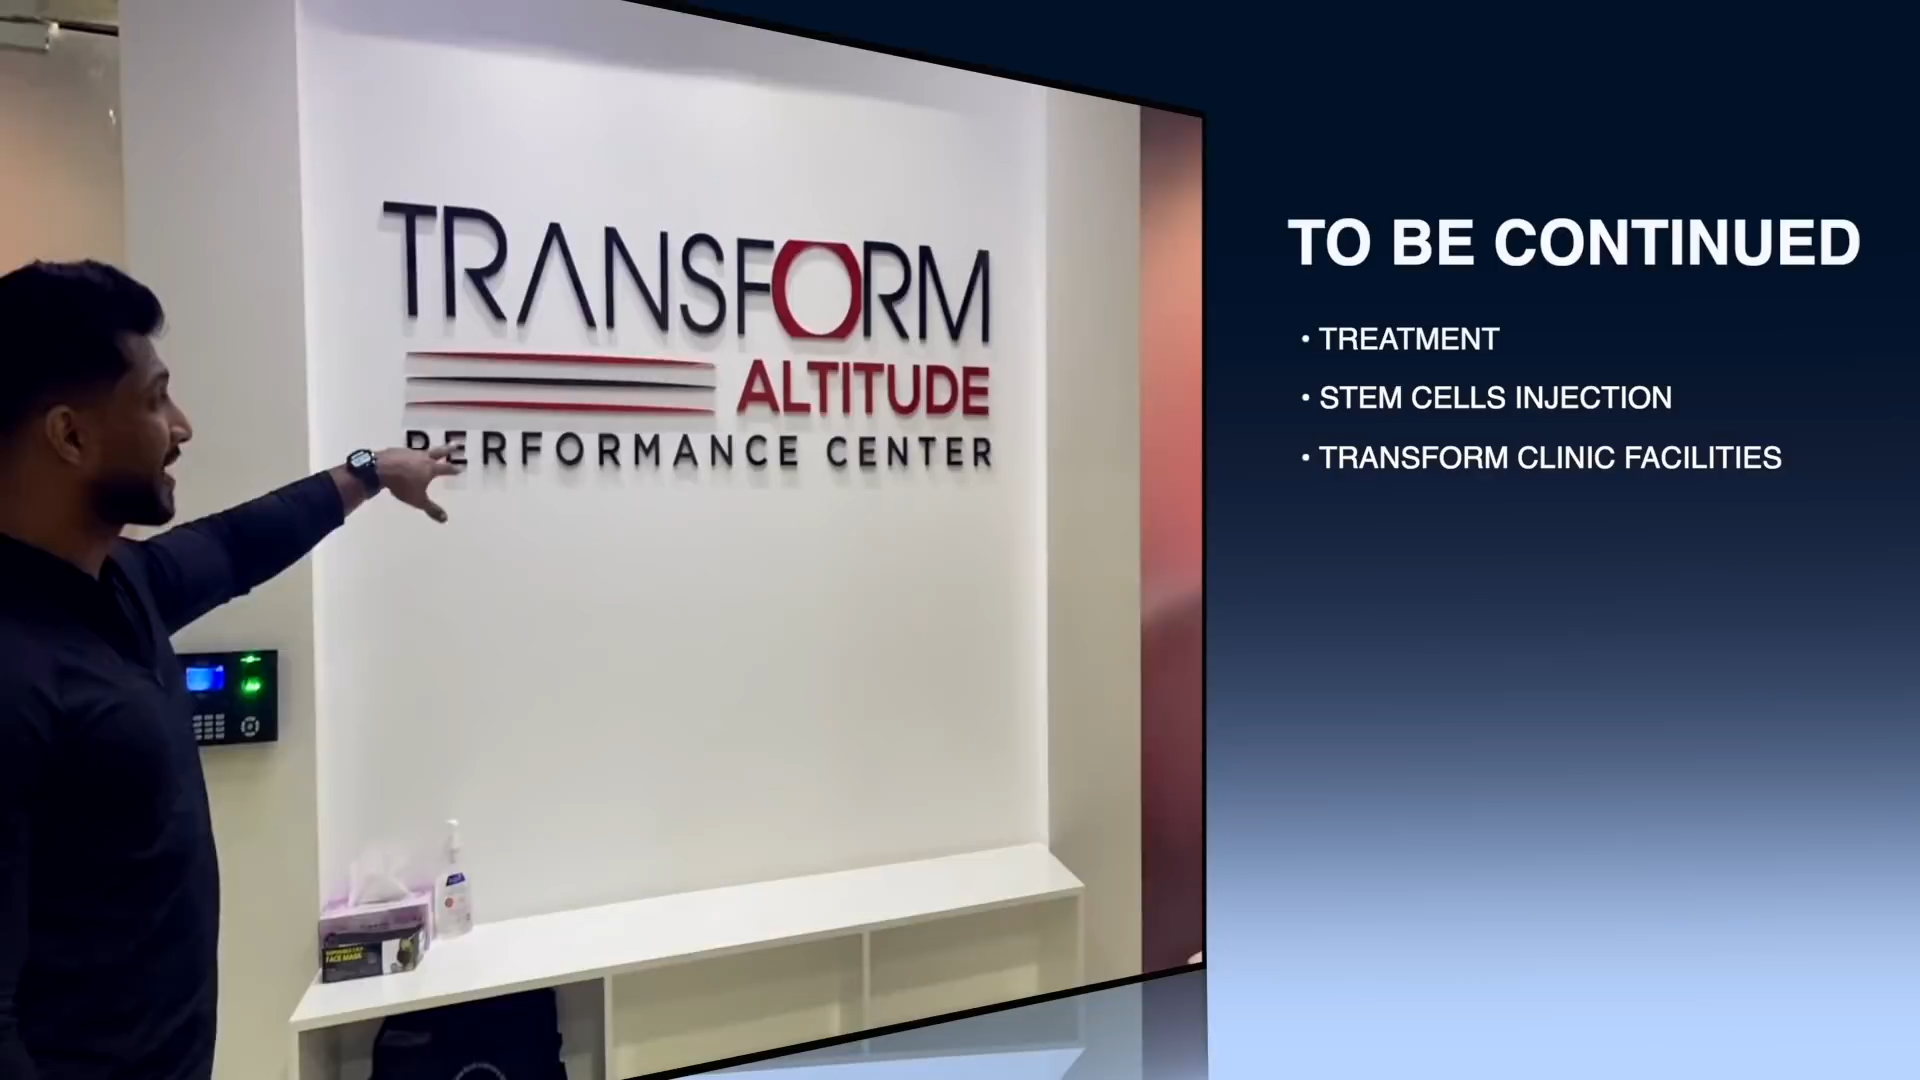 TRANSFORM
ALTITUDE
PERFORMANCE CENTER
FACE MASK
TO BE CONTINUED
• TREATMENT
• STEM CELLS INJECTION
• TRANSFORM CLINIC FACILITIES